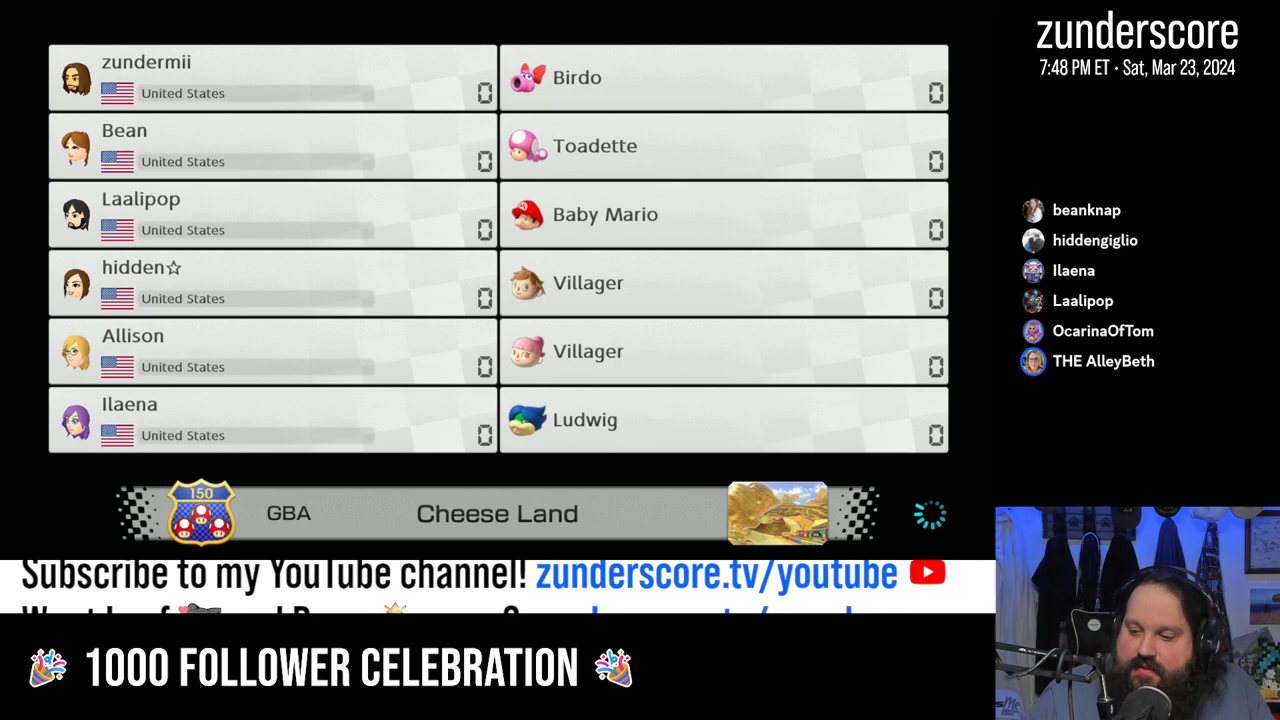 zundermii
United States
0
Birdo
0
Bean
United States
0
Toadette
0
Laalipop
United States
0
Baby Mario
0
hidden☆
United States
0
Villager
0
Allison
United States
0
Villager
0
Ilaena
United States
0
Ludwig
0
150
GBA
Cheese Land
Subscribe to my YouTube channel! zunderscore.tv/youtube
🎉 1000 FOLLOWER CELEBRATION 🎉
zunderscore
7:48 PM ET · Sat, Mar 23, 2024
beanknap
hiddengiglio
Ilaena
Laalipop
OcarinaOfTom
THE AlleyBeth